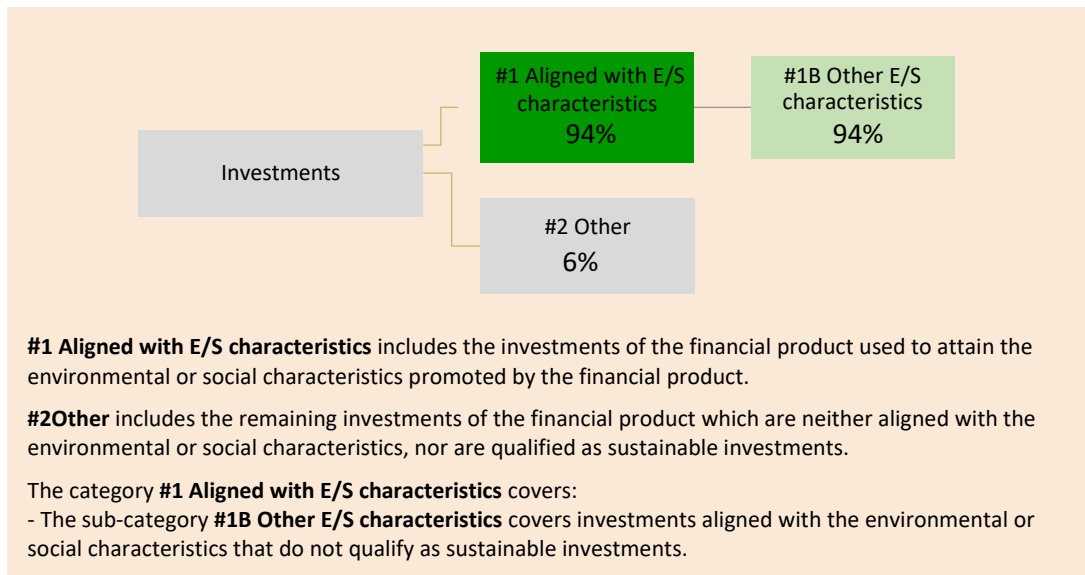 #1 Aligned with E/S
characteristics
94%
#1B Other E/S
characteristics
94%
Investments
#2 Other
6%
#1 Aligned with E/S characteristics includes the investments of the financial product used to attain the
environmental or social characteristics promoted by the financial product.
#2Other includes the remaining investments of the financial product which are neither aligned with the
environmental or social characteristics, nor are qualified as sustainable investments.
The category #1 Aligned with E/S characteristics covers:
- The sub-category #1B Other E/S characteristics covers investments aligned with the environmental or
social characteristics that do not qualify as sustainable investments.